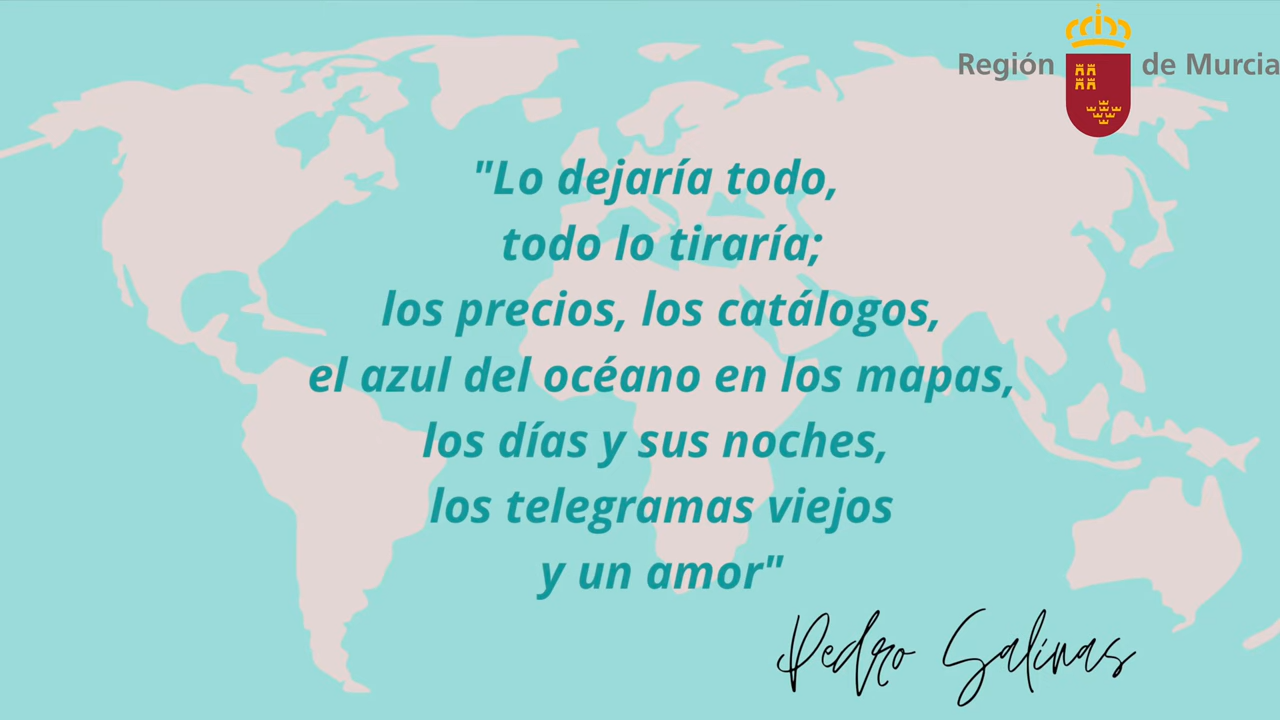 Región de Murcia
"Lo dejaría todo,
todo lo tiraría;
los precios, los catálogos,
el azul del océano en los mapas,
los días y sus noches,
los telegramas viejos
y un amor"
Pedro Salinas